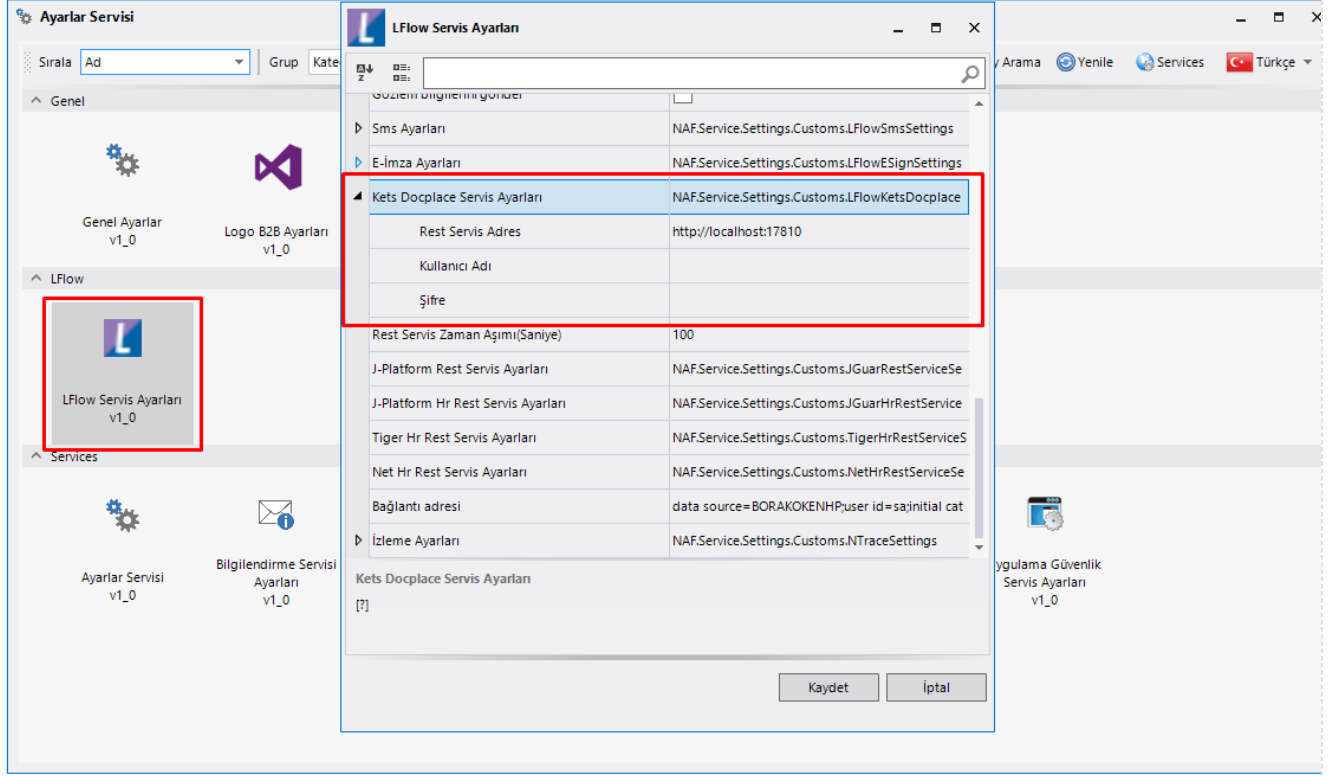 Ayarlar Servisi
Sırala Ad Grup Kate
Arama Yenile Services Türkçe
Genel
Genel Ayarlar
v1_0
Logo B2B Ayarları
v1_0
LFlow
LFlow Servis Ayarları
v1_0
Services
Ayarlar Servisi
v1_0
Bilgilendirme Servisi
Ayarları
v1_0
ygulama Güvenlik
Servis Ayarları
v1_0
LFlow Servis Ayarları
Gözlem bilgilerini gönder
Sms Ayarları NAF.Service.Settings.Customs.LFlowSmsSettings
E-İmza Ayarları NAF.Service.Settings.Customs.LFlowESignSettings
Kets Docplace Servis Ayarları NAF.Service.Settings.Customs.LFlowKetsDocplace
Rest Servis Adres http://localhost:17810
Kullanıcı Adı
Şifre
Rest Servis Zaman Aşımı(Saniye) 100
J-Platform Rest Servis Ayarları NAF.Service.Settings.Customs.JGuarRestServiceSe
J-Platform Hr Rest Servis Ayarları NAF.Service.Settings.Customs.JGuarHrRestService
Tiger Hr Rest Servis Ayarları NAF.Service.Settings.Customs.TigerHrRestServiceS
Net Hr Rest Servis Ayarları NAF.Service.Settings.Customs.NetHrRestServiceSe
Bağlantı adresi data source=BORAKOKENHP;user id=sa;initial cat
İzleme Ayarları NAF.Service.Settings.Customs.NTraceSettings
Kets Docplace Servis Ayarları
[?]
Kaydet İptal